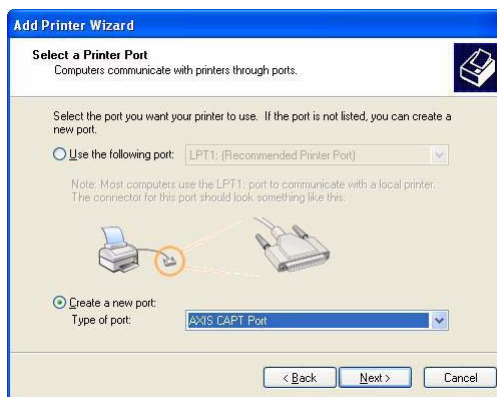 Add Printer Wizard
Select a Printer Port
Computers communicate with printers through ports.
Select the port you want your printer to use. If the port is not listed, you can create a
new port.
Use the following port: LPT1: (Recommended Printer Port)
Note: Most computers use the LPT1: port to communicate with a local printer.
The connector for this port should look something like this:
Create a new port:
Type of port: AXIS CAPT Port
< Back Next > Cancel